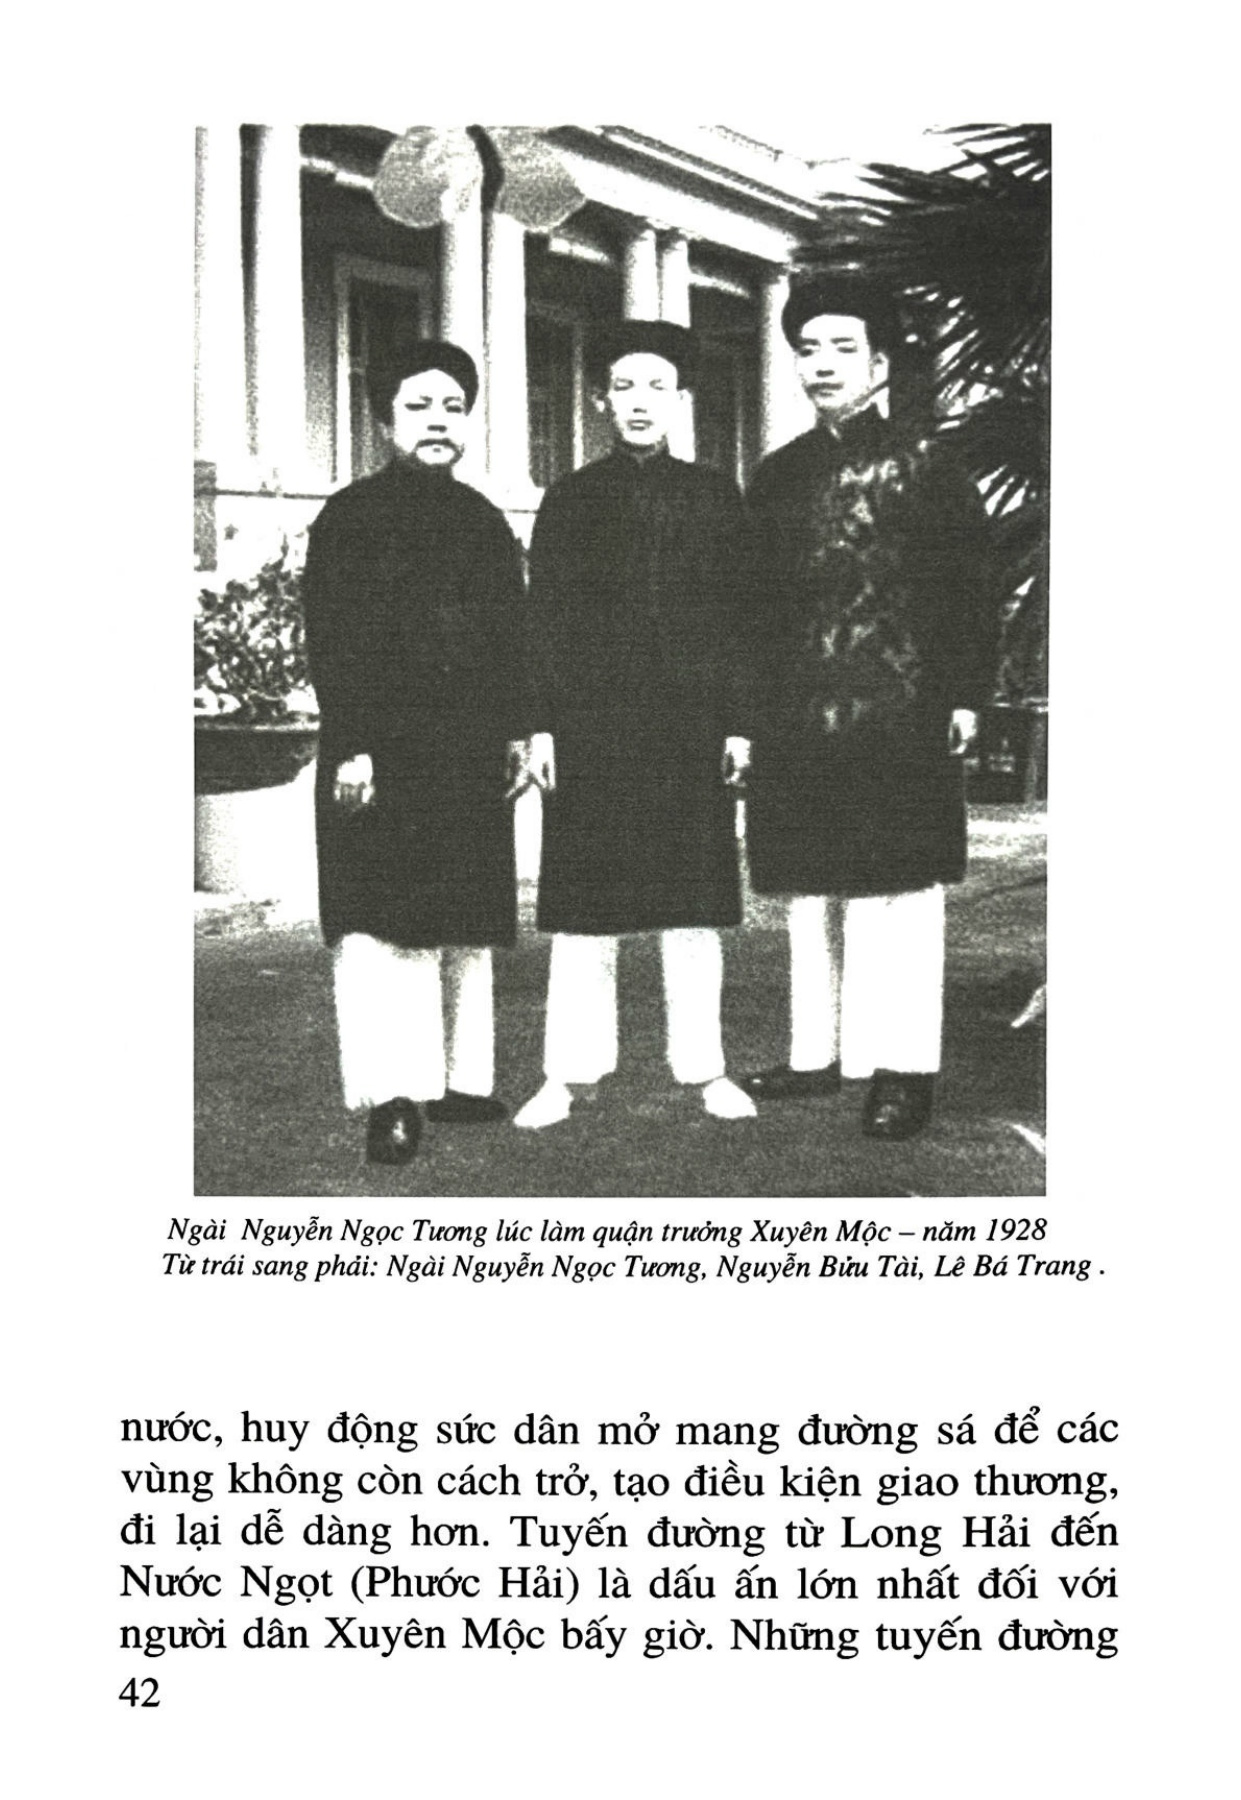 Ngài Nguyễn Ngọc Tương lúc làm quận trưởng Xuyên Mộc – năm 1928
Từ trái sang phải: Ngài Nguyễn Ngọc Tương, Nguyễn Bửu Tài, Lê Bá Trang .
nước, huy động sức dân mở mang đường sá để các
vùng không còn cách trở, tạo điều kiện giao thương,
đi lại dễ dàng hơn. Tuyến đường từ Long Hải đến
Nước Ngọt (Phước Hải) là dấu ấn lớn nhất đối với
người dân Xuyên Mộc bấy giờ. Những tuyến đường
42